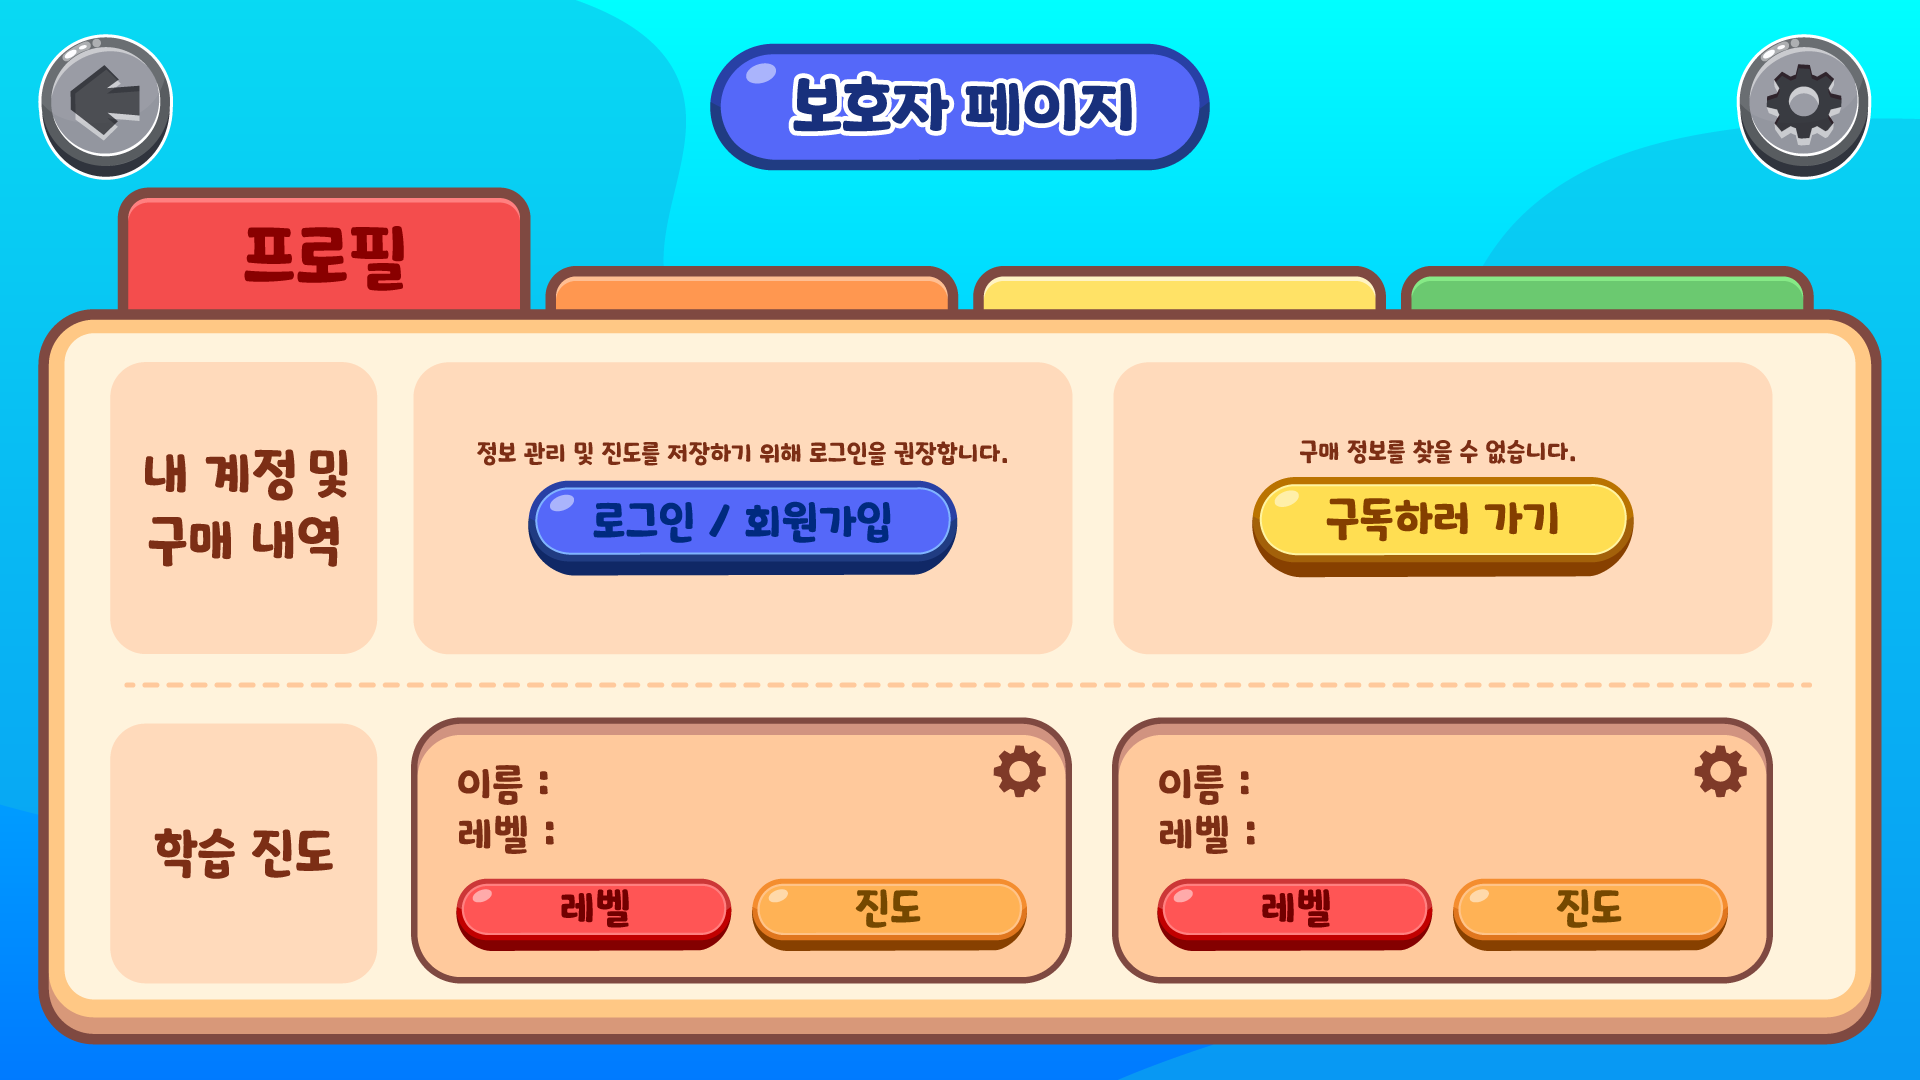 보호자 페이지
프로필
내 계정 및
구매 내역
정보 관리 및 진도를 저장하기 위해 로그인을 권장합니다.
로그인 / 회원가입
구매 정보를 찾을 수 없습니다.
구독하러 가기
학습 진도
이름 :
레벨 :
레벨
진도
이름 :
레벨 :
레벨
진도